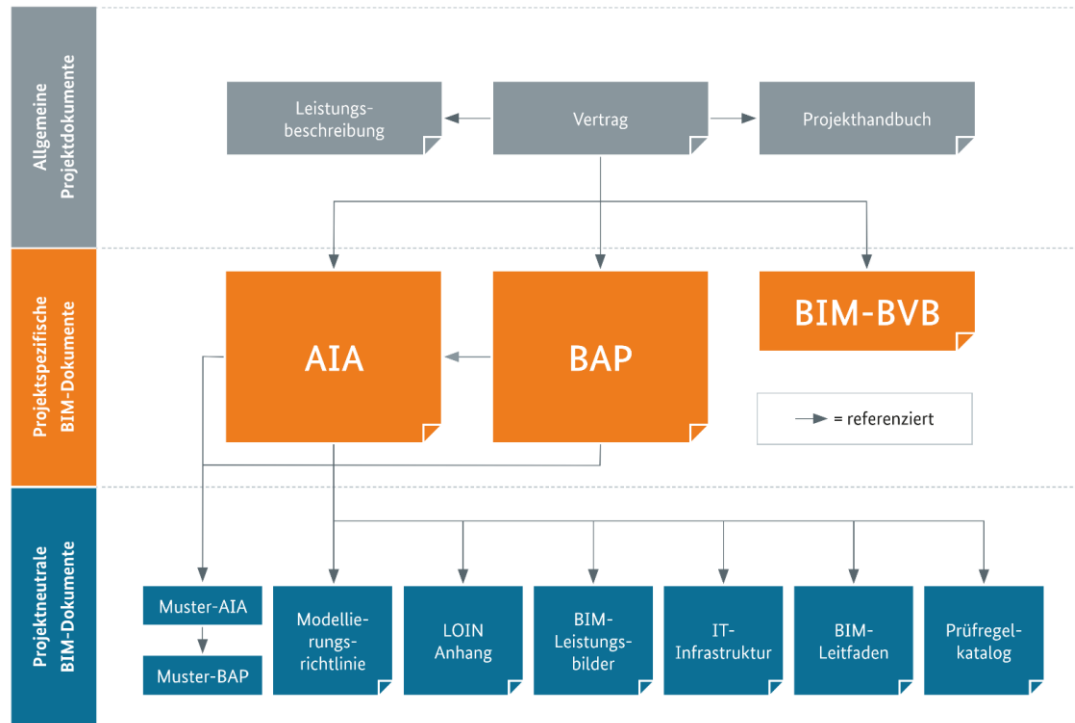 Allgemeine
Projektdokumente
Leistungs-
beschreibung
Vertrag
Projekthandbuch
Projektspezifische
BIM-Dokumente
AIA
BAP
BIM-BVB
= referenziert
Projektneutrale
BIM-Dokumente
Muster-AIA
Muster-BAP
Modellie-
rungs-
richtlinie
LOIN
Anhang
BIM-
Leistungs-
bilder
IT-
Infrastruktur
BIM-
Leitfaden
Prüfregel-
katalog